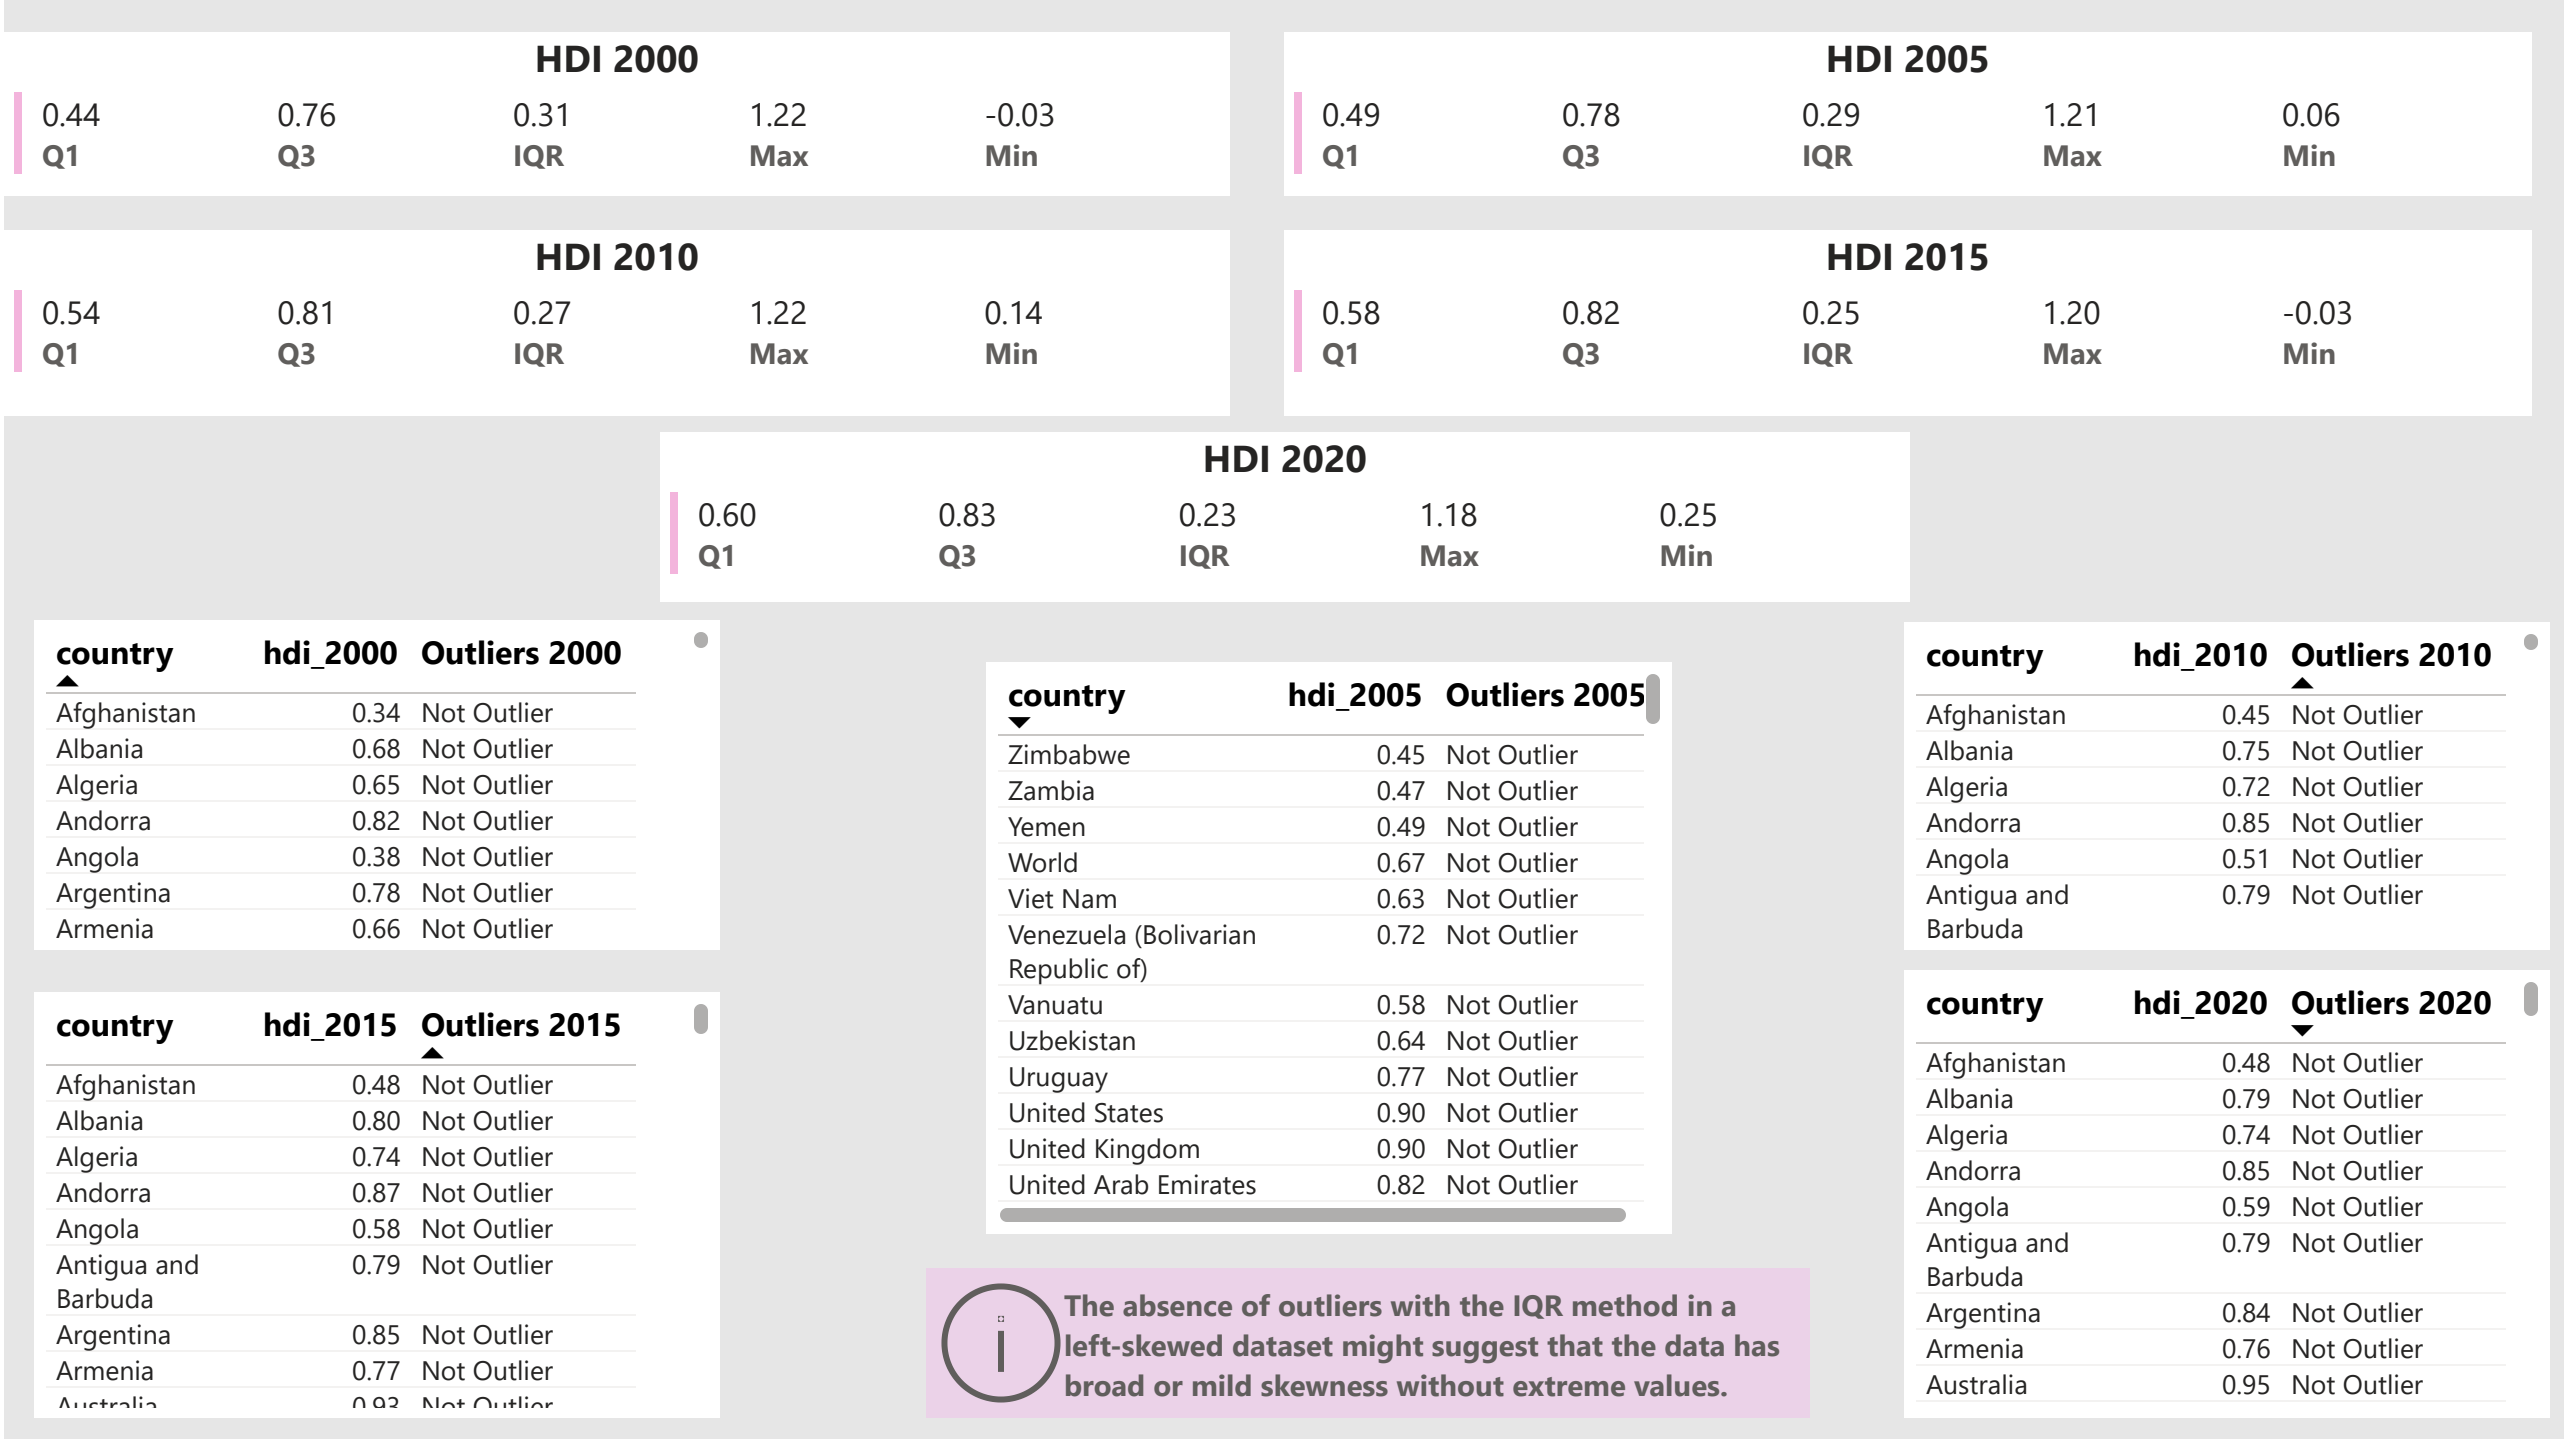 HDI 2000
0.44 0.76 0.31 1.22 -0.03
Q1 Q3 IQR Max Min
HDI 2005
0.49 0.78 0.29 1.21 0.06
Q1 Q3 IQR Max Min
HDI 2010
0.54 0.81 0.27 1.22 0.14
Q1 Q3 IQR Max Min
HDI 2015
0.58 0.82 0.25 1.20 -0.03
Q1 Q3 IQR Max Min
HDI 2020
0.60 0.83 0.23 1.18 0.25
Q1 Q3 IQR Max Min
country hdi_2000 Outliers 2000
Afghanistan 0.34 Not Outlier
Albania 0.68 Not Outlier
Algeria 0.65 Not Outlier
Andorra 0.82 Not Outlier
Angola 0.38 Not Outlier
Argentina 0.78 Not Outlier
Armenia 0.66 Not Outlier
country hdi_2015 Outliers 2015
Afghanistan 0.48 Not Outlier
Albania 0.80 Not Outlier
Algeria 0.74 Not Outlier
Andorra 0.87 Not Outlier
Angola 0.58 Not Outlier
Antigua and 0.79 Not Outlier
Barbuda
Argentina 0.85 Not Outlier
Armenia 0.77 Not Outlier
Australia 0.93 Not Outlier
country hdi_2005 Outliers 2005
Zimbabwe 0.45 Not Outlier
Zambia 0.47 Not Outlier
Yemen 0.49 Not Outlier
World 0.67 Not Outlier
Viet Nam 0.63 Not Outlier
Venezuela (Bolivarian 0.72 Not Outlier
Republic of)
Vanuatu 0.58 Not Outlier
Uzbekistan 0.64 Not Outlier
Uruguay 0.77 Not Outlier
United States 0.90 Not Outlier
United Kingdom 0.90 Not Outlier
United Arab Emirates 0.82 Not Outlier
i
The absence of outliers with the IQR method in a
left-skewed dataset might suggest that the data has
broad or mild skewness without extreme values.
country hdi_2010 Outliers 2010
Afghanistan 0.45 Not Outlier
Albania 0.75 Not Outlier
Algeria 0.72 Not Outlier
Andorra 0.85 Not Outlier
Angola 0.51 Not Outlier
Antigua and 0.79 Not Outlier
Barbuda
country hdi_2020 Outliers 2020
Afghanistan 0.48 Not Outlier
Albania 0.79 Not Outlier
Algeria 0.74 Not Outlier
Andorra 0.85 Not Outlier
Angola 0.59 Not Outlier
Antigua and 0.79 Not Outlier
Barbuda
Argentina 0.84 Not Outlier
Armenia 0.76 Not Outlier
Australia 0.95 Not Outlier